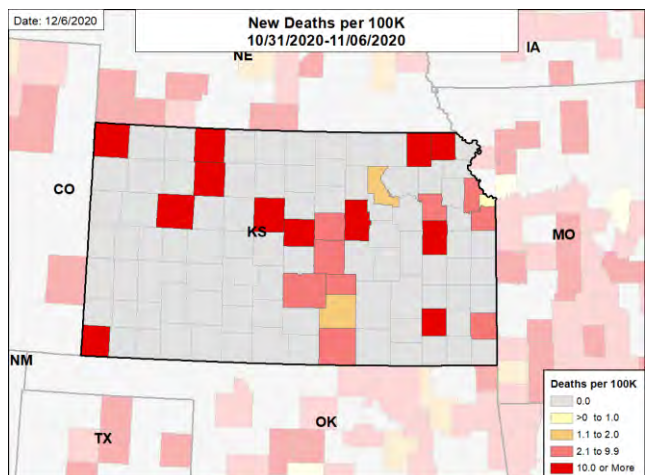 Date: 12/6/2020
New Deaths per 100K
10/31/2020-11/06/2020
NE
IA
CO
KS
MO
NM
TX
OK
Deaths per 100K
0.0
>0 to 1.0
1.1 to 2.0
2.1 to 9.9
10.0 or More